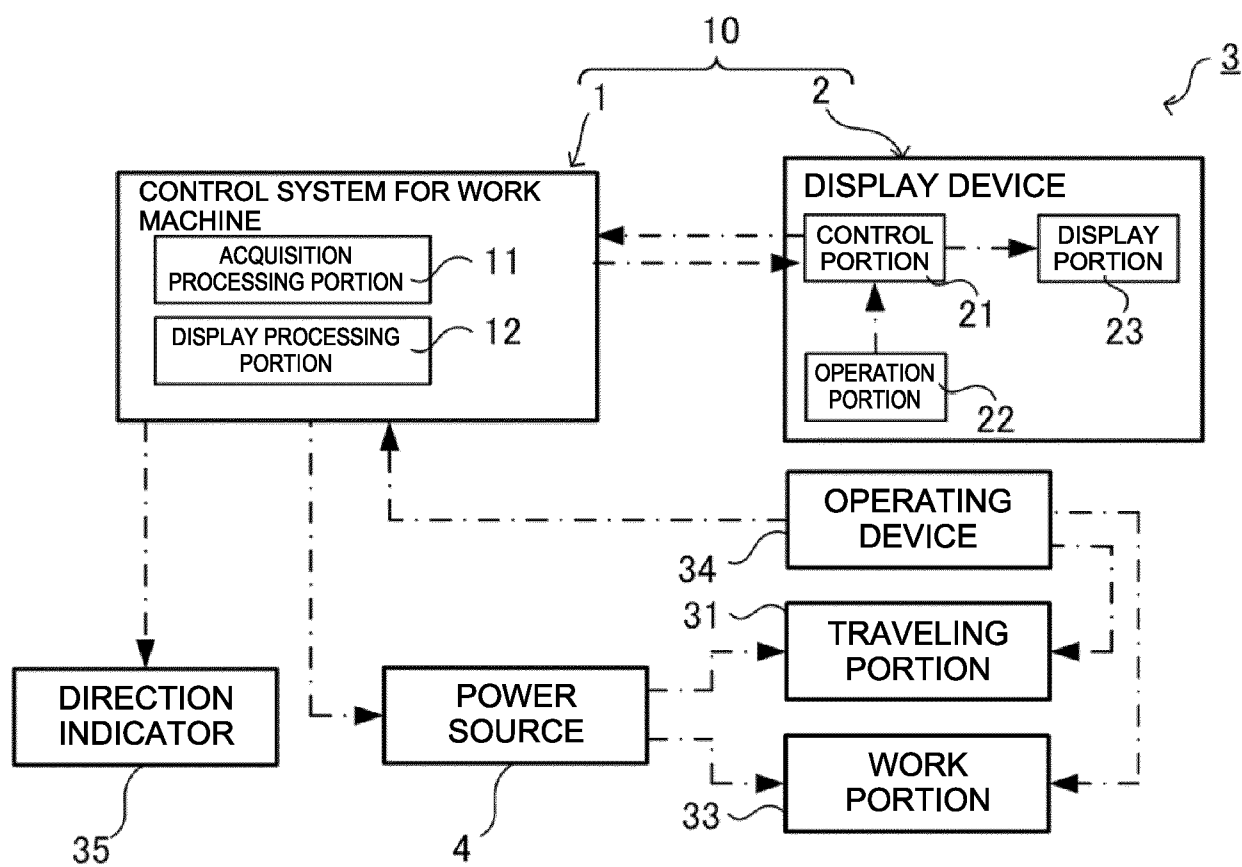 10
3
1
2
CONTROL SYSTEM FOR WORK
MACHINE
ACQUISITION
PROCESSING PORTION
11
DISPLAY PROCESSING
PORTION
12
DISPLAY DEVICE
CONTROL
PORTION
21
DISPLAY
PORTION
23
OPERATION
PORTION
22
OPERATING
DEVICE
34
31
TRAVELING
PORTION
DIRECTION
INDICATOR
35
POWER
SOURCE
4
WORK
PORTION
33